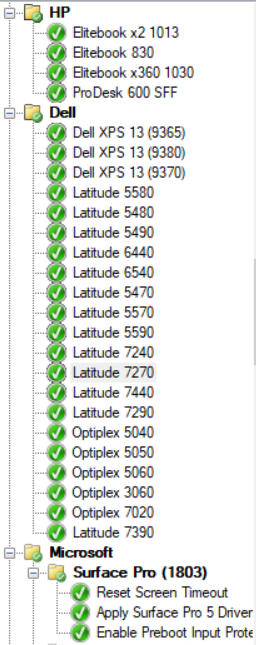 HP
Elitebook x2 1013
Elitebook 830
Elitebook x360 1030
ProDesk 600 SFF
Dell
Dell XPS 13 (9365)
Dell XPS 13 (9380)
Dell XPS 13 (9370)
Latitude 5580
Latitude 5480
Latitude 5490
Latitude 6440
Latitude 6540
Latitude 5470
Latitude 5570
Latitude 5590
Latitude 7240
Latitude 7270
Latitude 7440
Latitude 7290
Optiplex 5040
Optiplex 5050
Optiplex 5060
Optiplex 3060
Optiplex 7020
Latitude 7390
Microsoft
Surface Pro (1803)
Reset Screen Timeout
Apply Surface Pro 5 Driver
Enable Preboot Input Prote